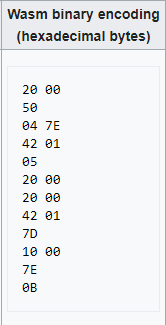 Wasm binary encoding
(hexadecimal bytes)
20 00
50
04 7E
42 01
05
20 00
20 00
42 01
7D
10 00
7E
0B